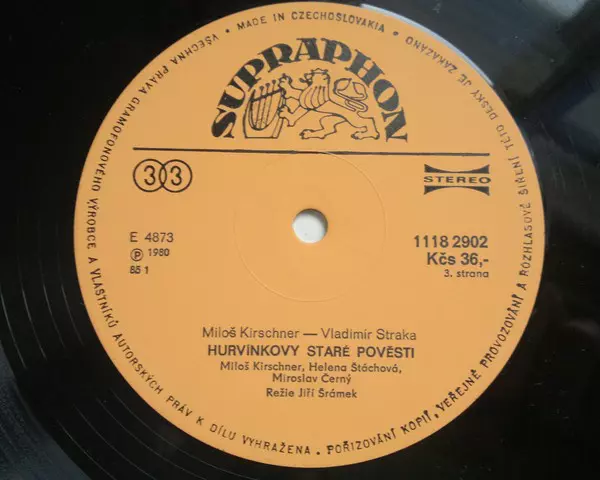 VŠECHNA PRÁVA GRAMOFONOVÉHO VÝROBCE A VLASTNÍKŮ AUTORSKÝCH PRÁV K DÍLU VYHRAŽENA. POŘIZOVÁNÍ KOPIÍ, VEŘEJNÉ PROVOZOVÁNÍ A ROZHLASOVÉ ŠÍŘENÍ TÉTO DESKY JE ZAKÁZÁNO • MADE IN CZECHOSLOVAKIA •
SUPRAPHON
33
STEREO
E 4873
℗ 1980
85 1
1118 2902
Kčs 36,-
3. strana
Miloš Kirschner — Vladimír Straka
HURVÍNKOVY STARÉ POVĚSTI
Miloš Kirschner, Helena Štáchová,
Miroslav Černý
Režie Jiří Šrámek